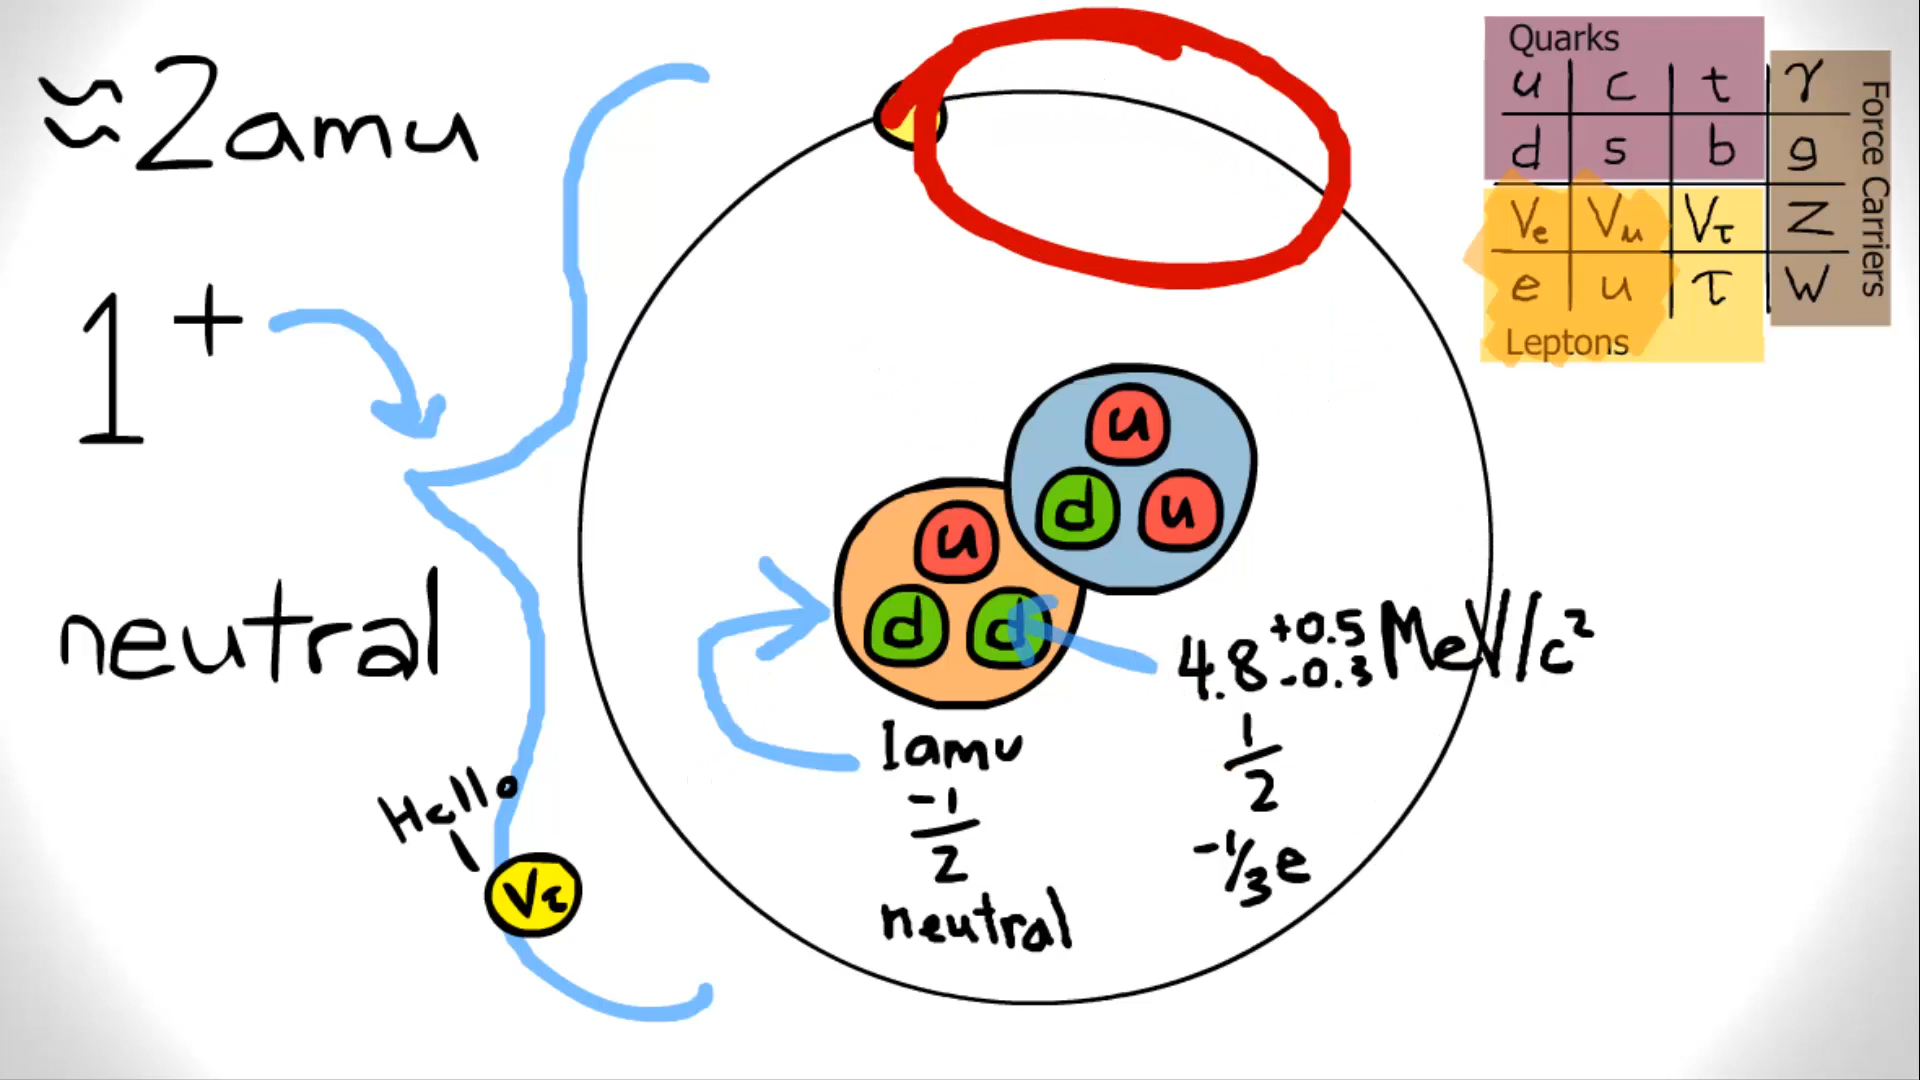 ≈2amu
1⁺
neutral
Hello
Vτ
u
d u
u
d d
1amu
-1
2
neutral
4.8 +0.5 -0.3 MeV/c²
1
2
-1/3e
Quarks
u c t γ
d s b g
Ve Vu Vτ Z
e u τ W
Leptons
Force Carriers